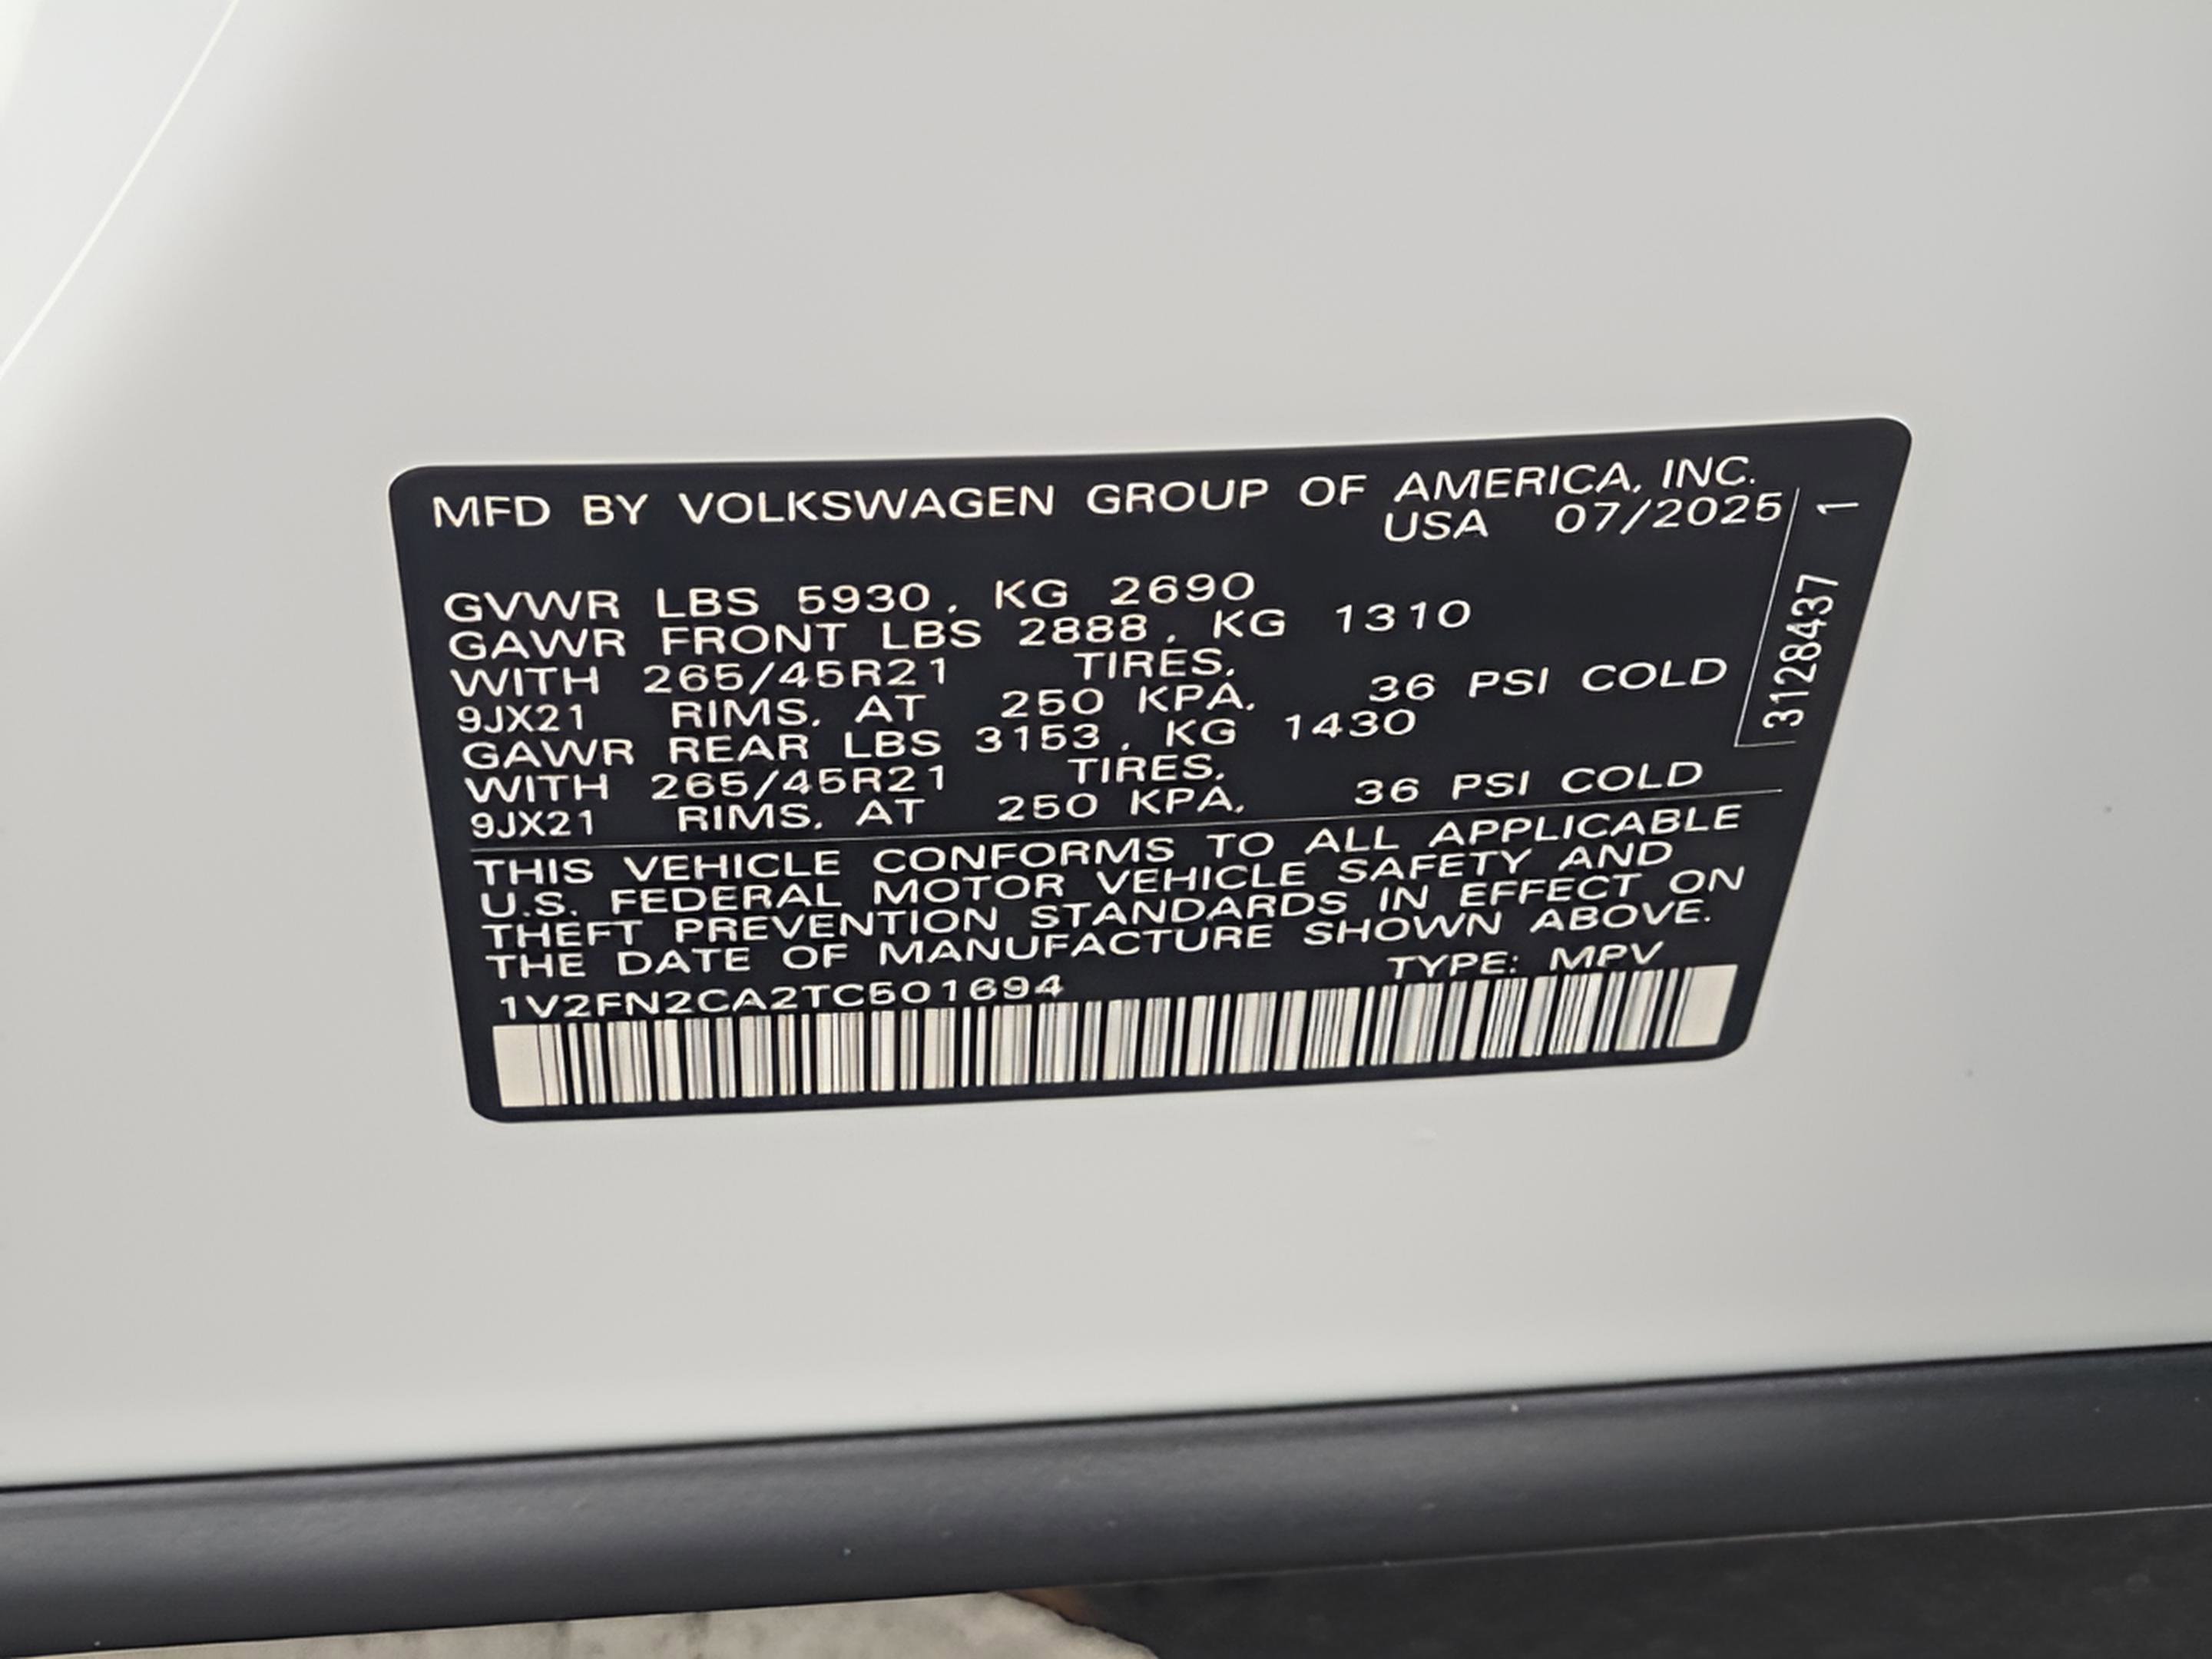 MFD BY VOLKSWAGEN GROUP OF AMERICA, INC.
USA 07/2025
GVWR LBS 5930, KG 2690
GAWR FRONT LBS 2888, KG 1310
WITH 265/45R21 TIRES,
9JX21 RIMS, AT 250 KPA, 36 PSI COLD
GAWR REAR LBS 3153, KG 1430
WITH 265/45R21 TIRES,
9JX21 RIMS, AT 250 KPA, 36 PSI COLD
THIS VEHICLE CONFORMS TO ALL APPLICABLE
U.S. FEDERAL MOTOR VEHICLE SAFETY AND
THEFT PREVENTION STANDARDS IN EFFECT ON
THE DATE OF MANUFACTURE SHOWN ABOVE.
1V2FN2CA2TC501694 TYPE: MPV
31284437 1